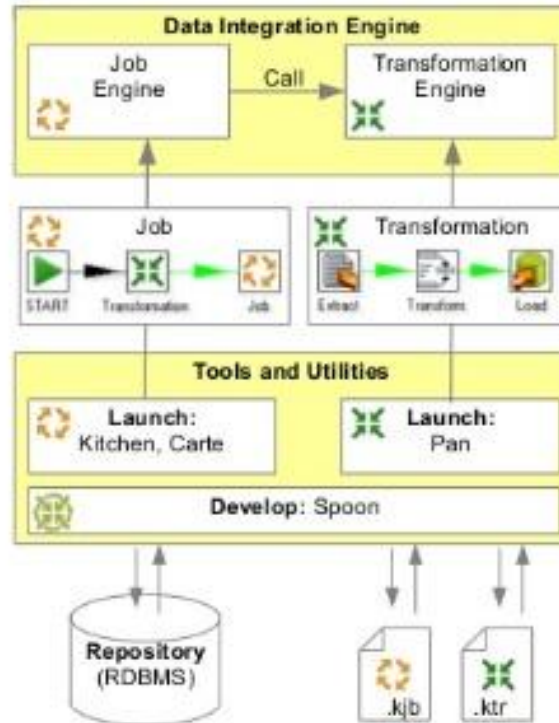 Data Integration Engine
Job
Engine
Call
Transformation
Engine
Job
START
Transformation
Job
Transformation
Extract
Transform
Load
Tools and Utilities
Launch:
Kitchen, Carte
Launch:
Pan
Develop: Spoon
Repository
(RDBMS)
.kjb
.ktr